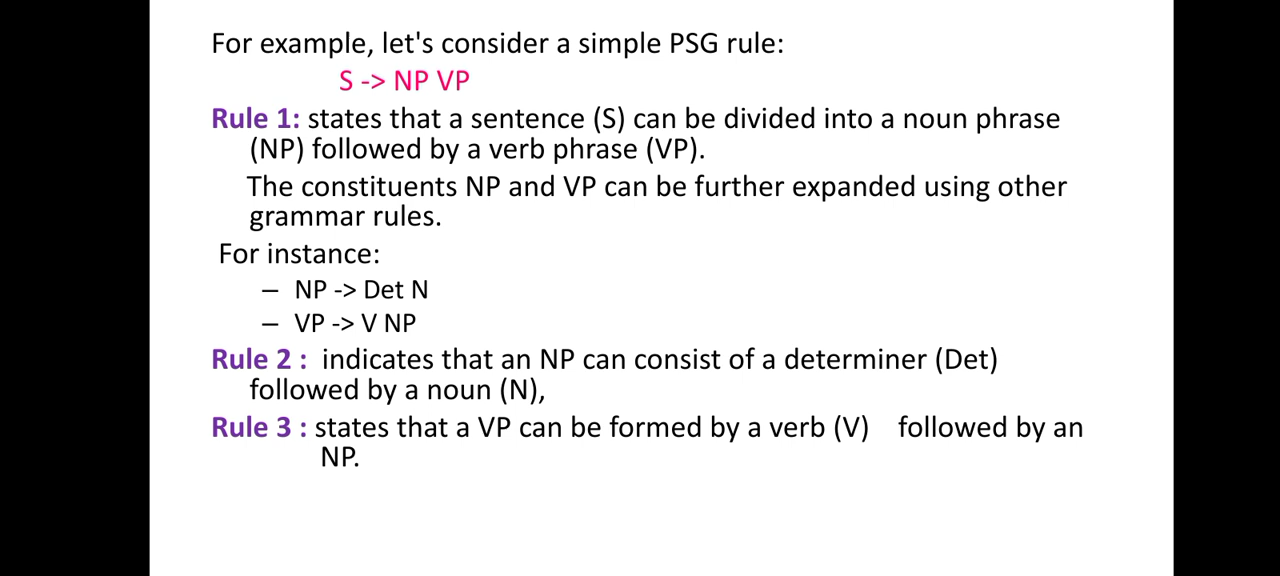 For example, let's consider a simple PSG rule:
S -> NP VP
Rule 1: states that a sentence (S) can be divided into a noun phrase
(NP) followed by a verb phrase (VP).
The constituents NP and VP can be further expanded using other
grammar rules.
For instance:
– NP -> Det N
– VP -> V NP
Rule 2 : indicates that an NP can consist of a determiner (Det)
followed by a noun (N),
Rule 3 : states that a VP can be formed by a verb (V) followed by an
NP.